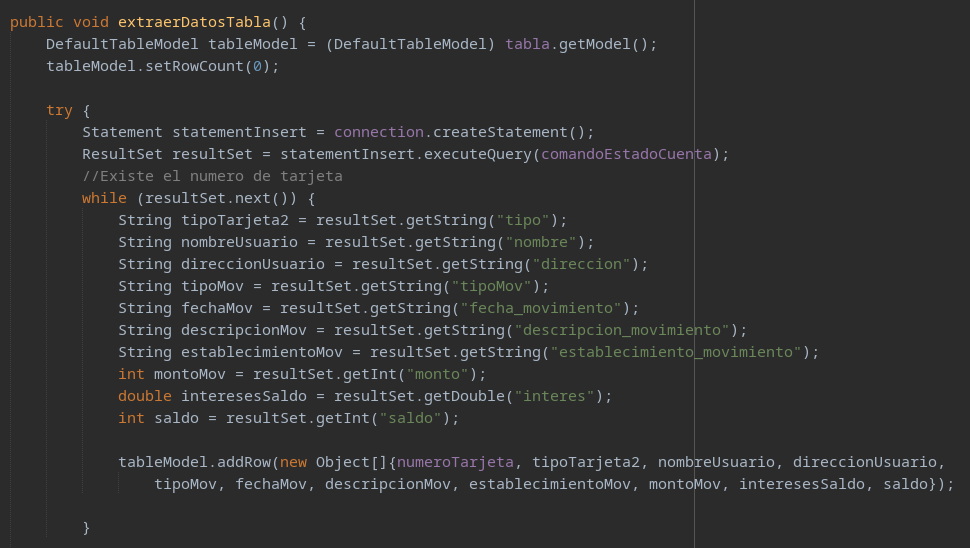 public void extraerDatosTabla() {
    DefaultTableModel tableModel = (DefaultTableModel) tabla.getModel();
    tableModel.setRowCount(0);
    try {
        Statement statementInsert = connection.createStatement();
        ResultSet resultSet = statementInsert.executeQuery(comandoEstadoCuenta);
        //Existe el numero de tarjeta
        while (resultSet.next()) {
            String tipoTarjeta2 = resultSet.getString("tipo");
            String nombreUsuario = resultSet.getString("nombre");
            String direccionUsuario = resultSet.getString("direccion");
            String tipoMov = resultSet.getString("tipoMov");
            String fechaMov = resultSet.getString("fecha_movimiento");
            String descripcionMov = resultSet.getString("descripcion_movimiento");
            String establecimientoMov = resultSet.getString("establecimiento_movimiento");
            int montoMov = resultSet.getInt("monto");
            double interesesSaldo = resultSet.getDouble("interes");
            int saldo = resultSet.getInt("saldo");
            tableModel.addRow(new Object[]{numeroTarjeta, tipoTarjeta2, nombreUsuario, direccionUsuario,
                tipoMov, fechaMov, descripcionMov, establecimientoMov, montoMov, interesesSaldo, saldo});
        }